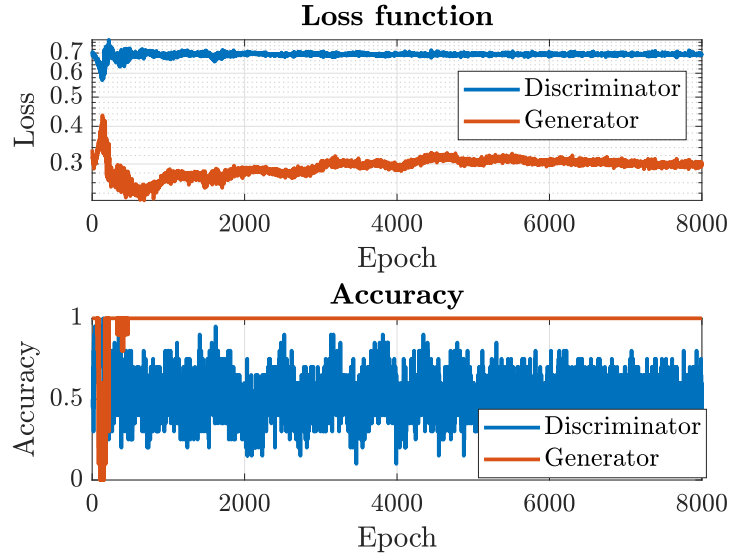 Loss function
0.7
0.6
0.5
0.4
0.3
Loss
Discriminator
Generator
0 2000 4000 6000 8000
Epoch
Accuracy
1
0.5
0
Accuracy
Discriminator
Generator
0 2000 4000 6000 8000
Epoch